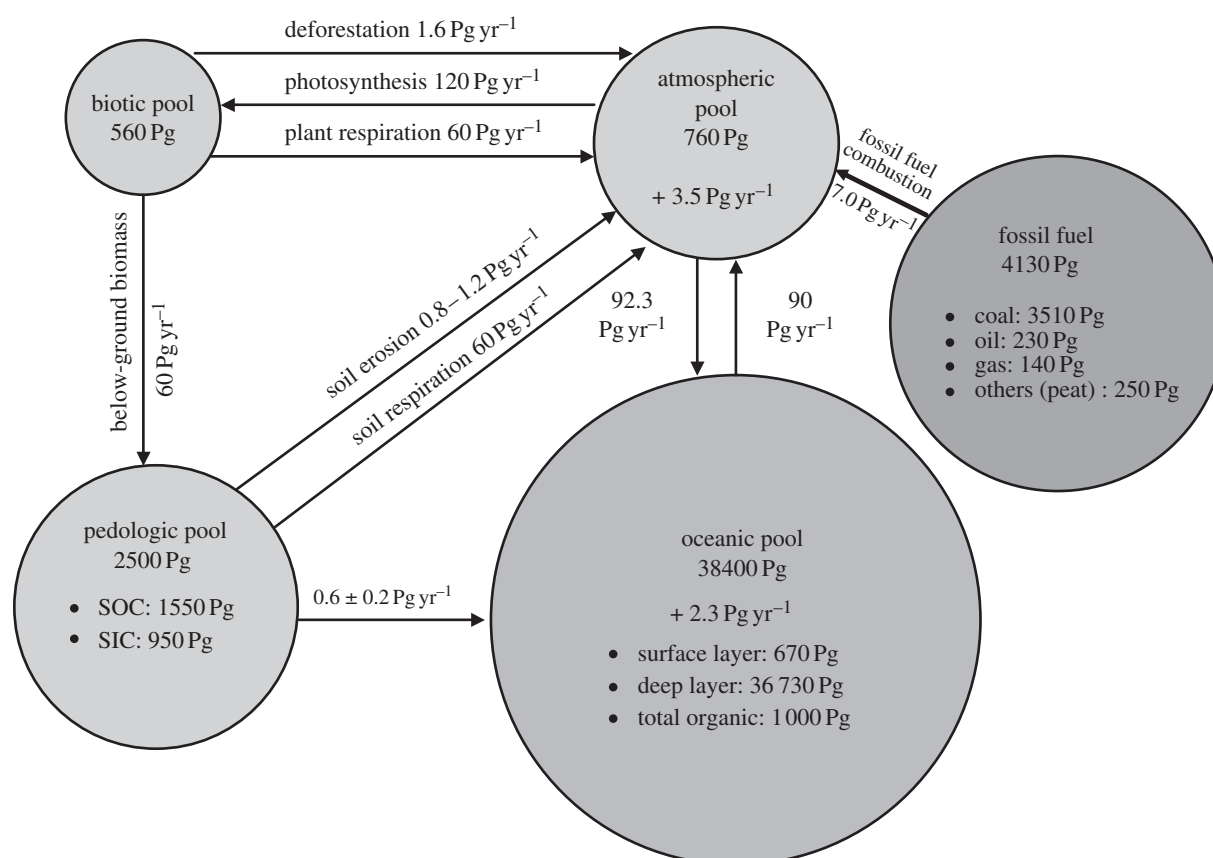 deforestation 1.6 Pg yr⁻¹
photosynthesis 120 Pg yr⁻¹
plant respiration 60 Pg yr⁻¹
biotic pool
560 Pg
atmospheric
pool
760 Pg
+ 3.5 Pg yr⁻¹
fossil fuel
combustion
7.0 Pg yr⁻¹
fossil fuel
4130 Pg
• coal: 3510 Pg
• oil: 230 Pg
• gas: 140 Pg
• others (peat) : 250 Pg
below-ground biomass
60 Pg yr⁻¹
soil erosion 0.8–1.2 Pg yr⁻¹
soil respiration 60 Pg yr⁻¹
92.3
Pg yr⁻¹
90
Pg yr⁻¹
pedologic pool
2500 Pg
• SOC: 1550 Pg
• SIC: 950 Pg
0.6 ± 0.2 Pg yr⁻¹
oceanic pool
38400 Pg
+ 2.3 Pg yr⁻¹
• surface layer: 670 Pg
• deep layer: 36 730 Pg
• total organic: 1000 Pg